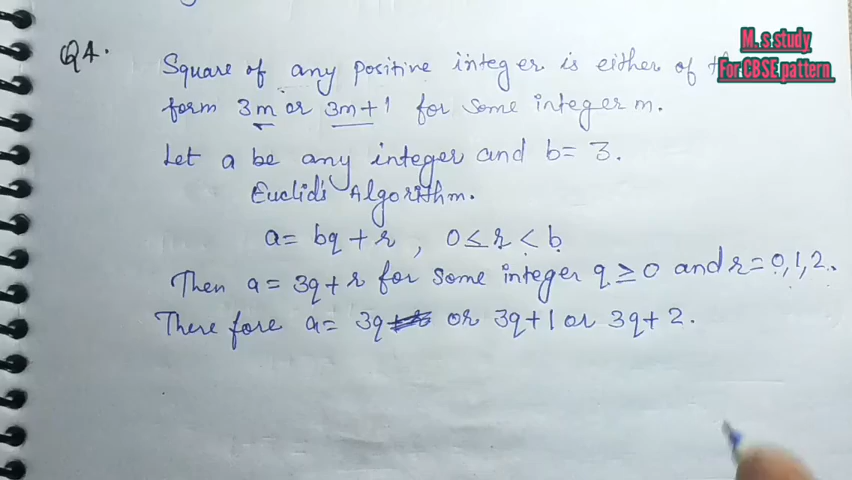 Q4.
Square of any positive integer is either of
form 3m or 3m+1 for some integer m.
Let a be any integer and b= 3.
Euclid's Algorithm.
a= bq + r , 0 ≤ r < b
Then a= 3q + r for some integer q ≥ 0 and r= 0, 1, 2.
There fore a= 3q or 3q+1 or 3q+ 2.
M. s study
For CBSE pattern